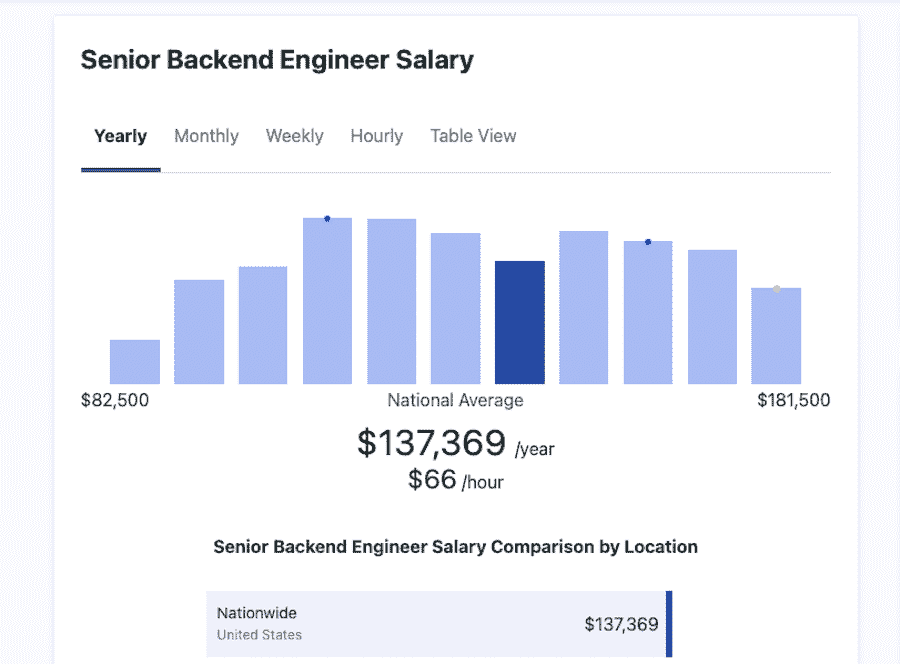 Senior Backend Engineer Salary
Yearly Monthly Weekly Hourly Table View
$82,500 National Average $181,500
$137,369 /year
$66 /hour
Senior Backend Engineer Salary Comparison by Location
Nationwide
United States
$137,369